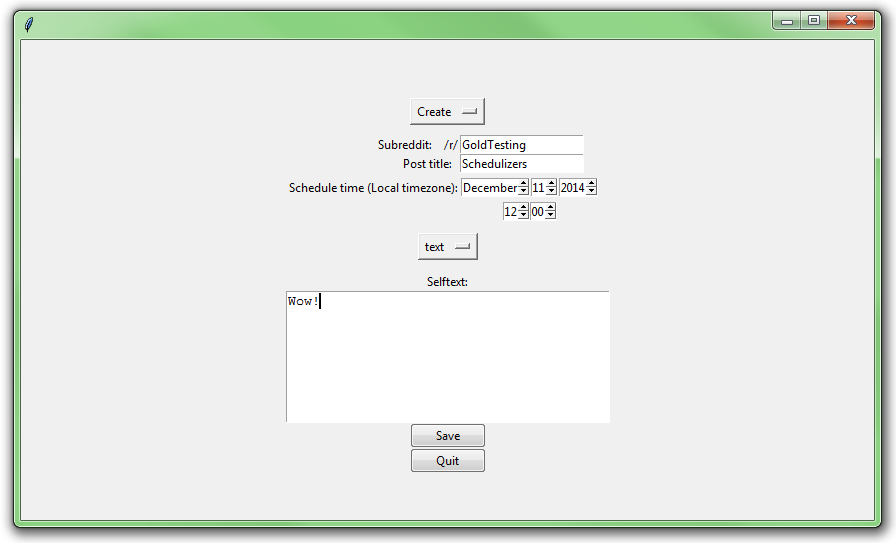 Create
Subreddit: /r/ GoldTesting
Post title: Schedulizers
Schedule time (Local timezone): December 11 2014
12 00
text
Selftext:
Wow!
Save
Quit